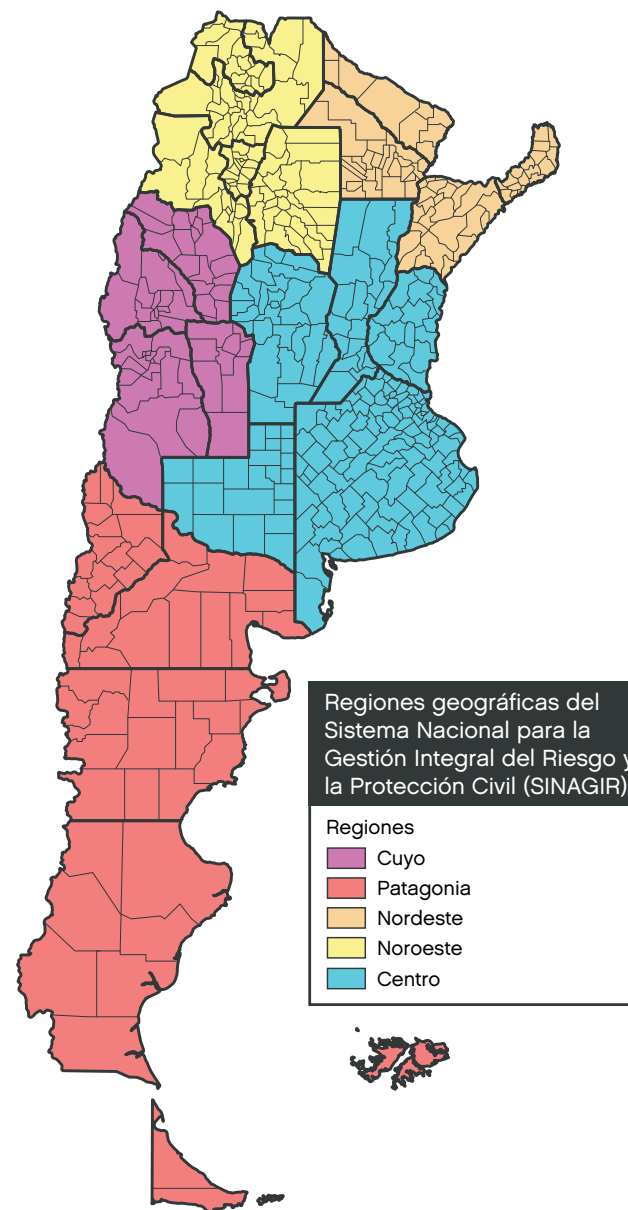 Regiones geográficas del
Sistema Nacional para la
Gestión Integral del Riesgo y
la Protección Civil (SINAGIR)
Regiones
Cuyo
Patagonia
Nordeste
Noroeste
Centro